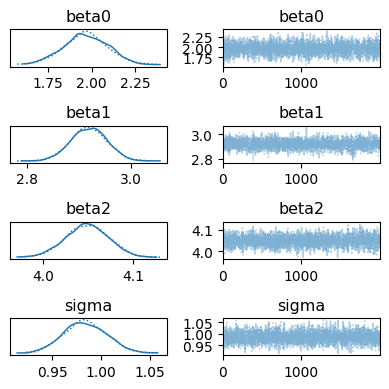 beta0 beta0
2.25
2.00
1.75
1.75 2.00 2.25 0 1000
beta1 beta1
3.0
2.8
2.8 3.0 0 1000
beta2 beta2
4.1
4.0
4.0 4.1 0 1000
sigma sigma
1.05
1.00
0.95
0.95 1.00 1.05 0 1000